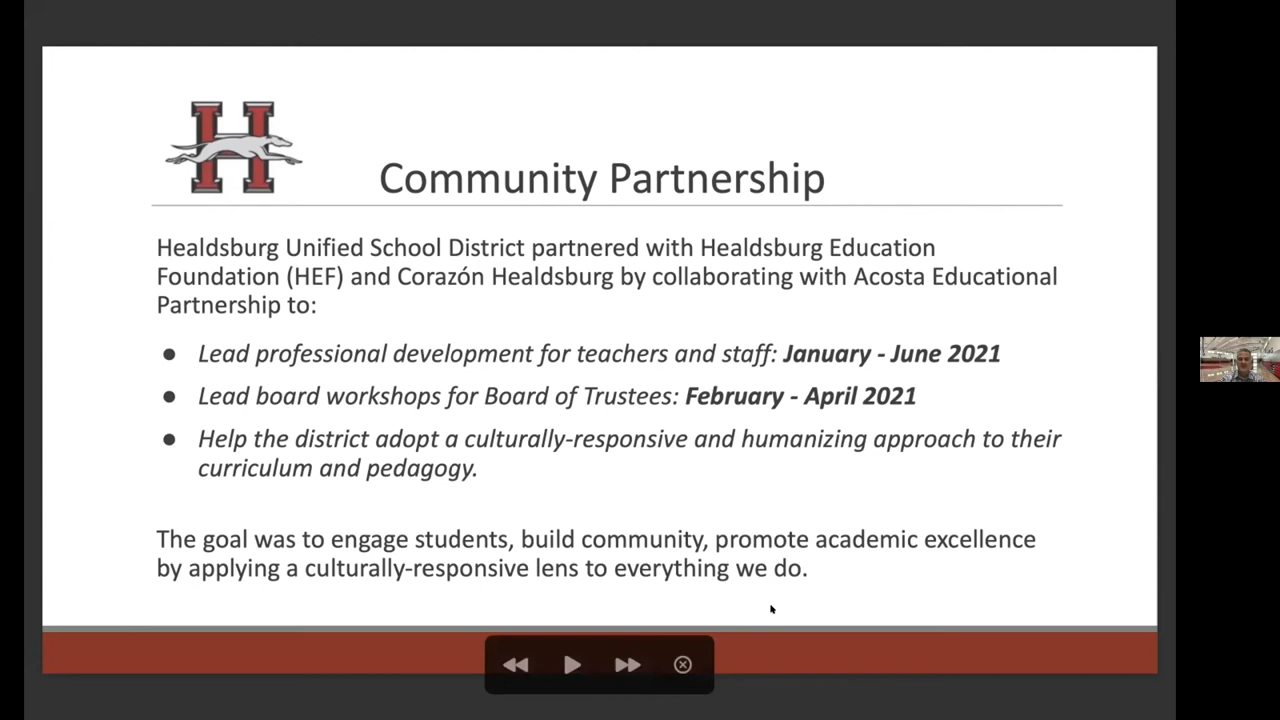 H
Community Partnership
Healdsburg Unified School District partnered with Healdsburg Education
Foundation (HEF) and Corazón Healdsburg by collaborating with Acosta Educational
Partnership to:
● Lead professional development for teachers and staff: January - June 2021
● Lead board workshops for Board of Trustees: February - April 2021
● Help the district adopt a culturally-responsive and humanizing approach to their
curriculum and pedagogy.
The goal was to engage students, build community, promote academic excellence
by applying a culturally-responsive lens to everything we do.